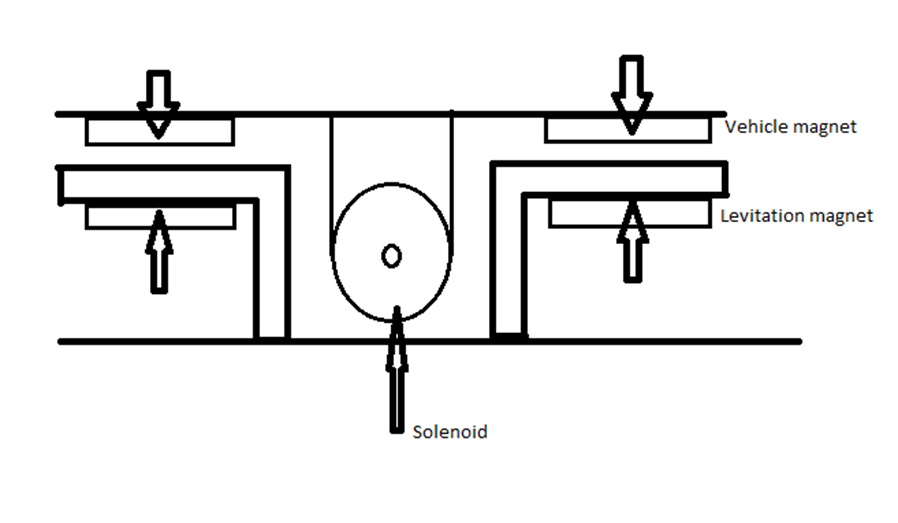 Vehicle magnet
Levitation magnet
Solenoid